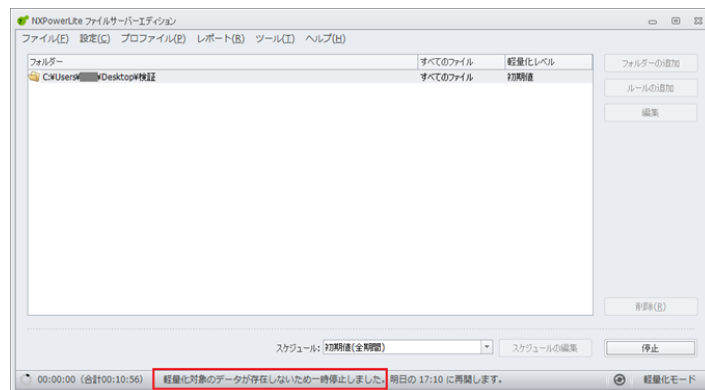 NXPowerLite ファイルサーバーエディション
ファイル(F) 設定(C) プロファイル(P) レポート(R) ツール(T) ヘルプ(H)
フォルダー すべてのファイル 軽量化レベル
C:¥Users¥ ¥Desktop¥検証 すべてのファイル 初期値
フォルダーの追加
ルールの追加
編集
削除(R)
スケジュール: 初期値(全期間) スケジュールの編集 停止
00:00:00 (合計00:10:56) 軽量化対象のデータが存在しないため一時停止しました。明日の 17:10 に再開します。 軽量化モード